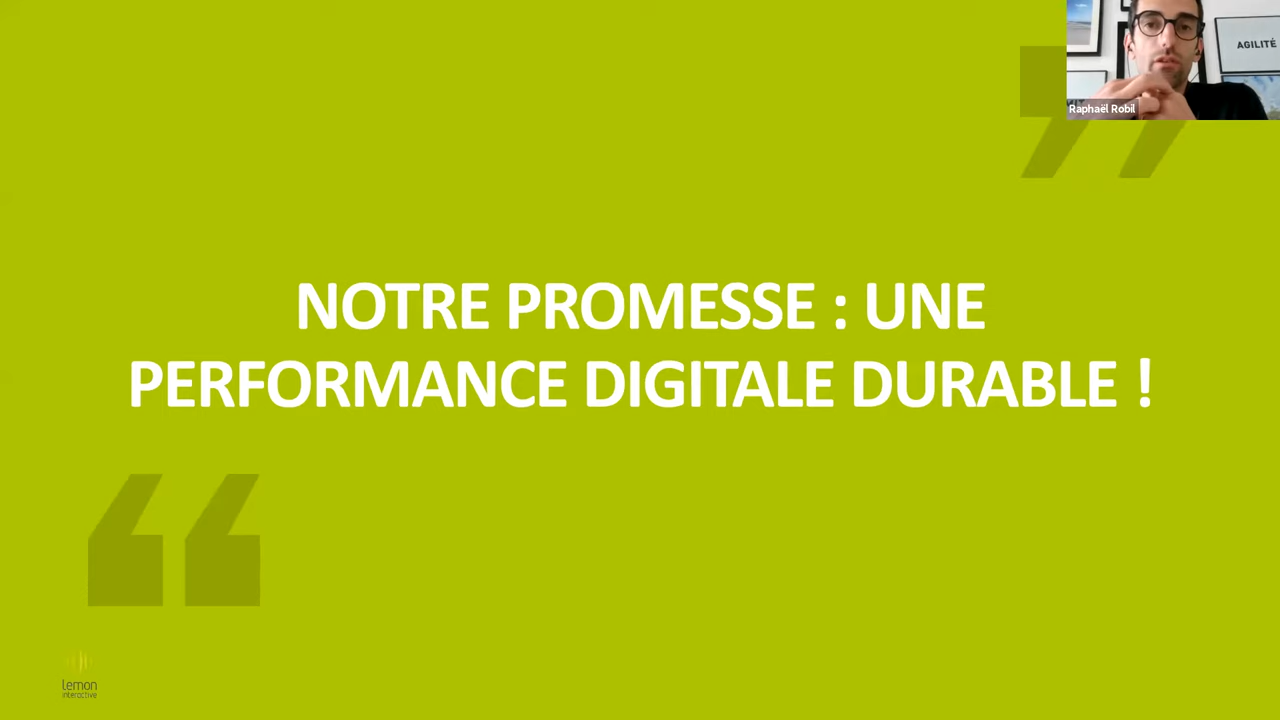 AGILITÉ
Raphaël Robil
NOTRE PROMESSE : UNE
PERFORMANCE DIGITALE DURABLE !
lemon
interactive